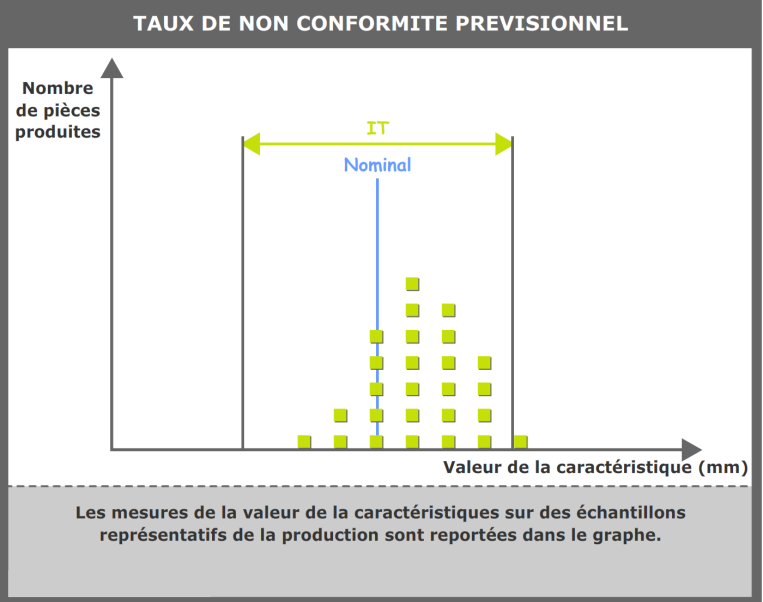 TAUX DE NON CONFORMITE PREVISIONNEL
Nombre
de pièces
produites
IT
Nominal
Valeur de la caractéristique (mm)
Les mesures de la valeur de la caractéristiques sur des échantillons
représentatifs de la production sont reportées dans le graphe.